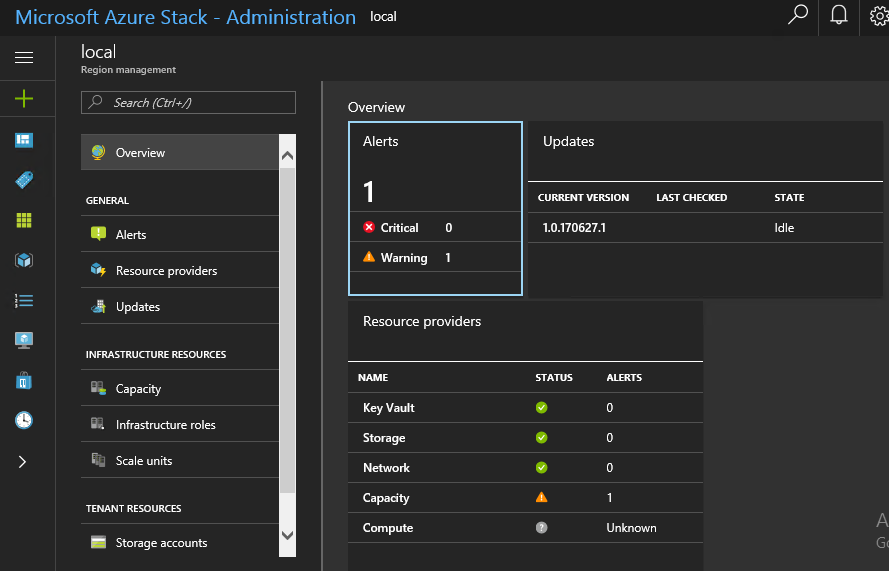 Microsoft Azure Stack - Administration local
local
Region management
Search (Ctrl+/)
Overview
GENERAL
Alerts
Resource providers
Updates
INFRASTRUCTURE RESOURCES
Capacity
Infrastructure roles
Scale units
TENANT RESOURCES
Storage accounts
Overview
Alerts
1
Critical 0
Warning 1
Updates
CURRENT VERSION LAST CHECKED STATE
1.0.170627.1 Idle
Resource providers
NAME STATUS ALERTS
Key Vault 0
Storage 0
Network 0
Capacity 1
Compute Unknown